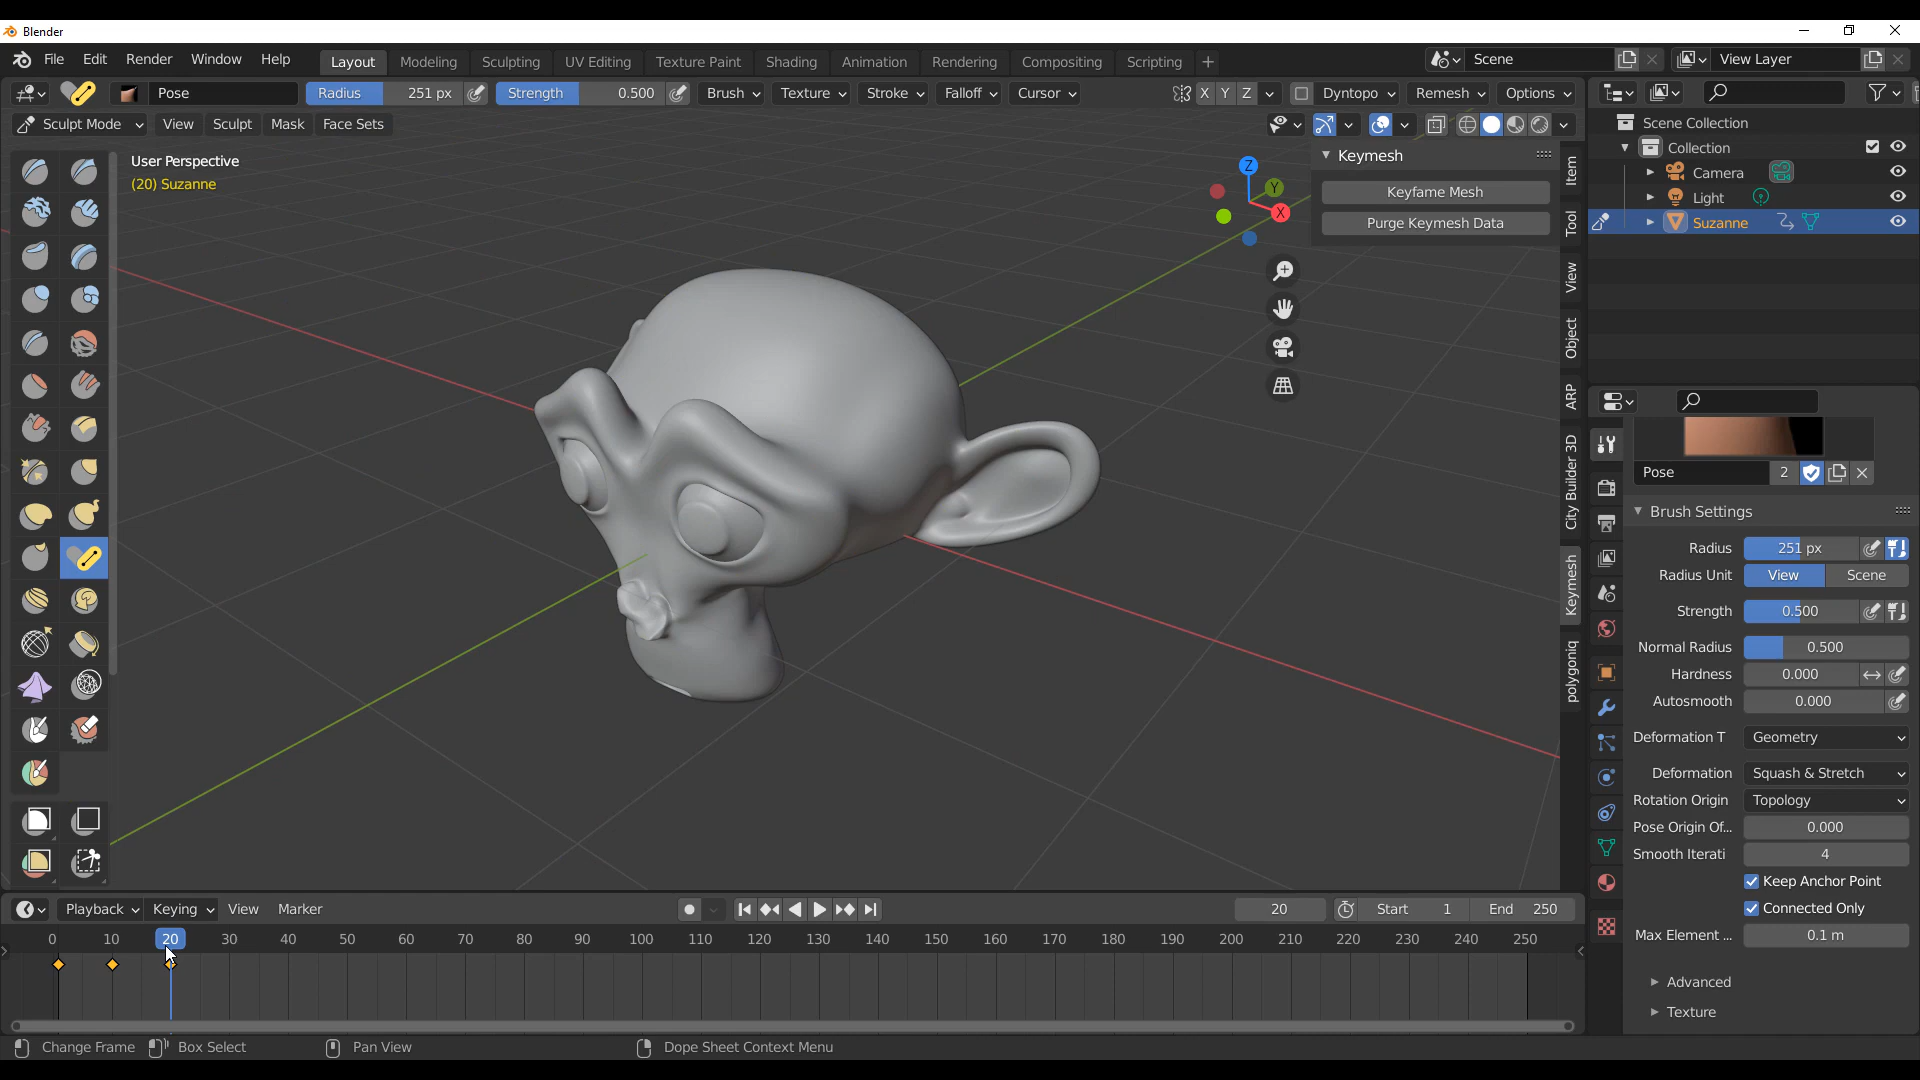 Blender
File Edit Render Window Help Layout Modeling Sculpting UV Editing Texture Paint Shading Animation Rendering Compositing Scripting + Scene View Layer
Pose Radius 251 px Strength 0.500 Brush Texture Stroke Falloff Cursor X Y Z Dyntopo Remesh Options
Sculpt Mode View Sculpt Mask Face Sets
User Perspective
(20) Suzanne
Z
Y
X
Keymesh
Keyfame Mesh
Purge Keymesh Data
Item
Tool
View
Object
ARP
City Builder 3D
Keymesh
polygoniq
Scene Collection
Collection
Camera
Light
Suzanne
Pose 2
Brush Settings
Radius 251 px
Radius Unit View Scene
Strength 0.500
Normal Radius 0.500
Hardness 0.000
Autosmooth 0.000
Deformation T Geometry
Deformation Squash & Stretch
Rotation Origin Topology
Pose Origin Of... 0.000
Smooth Iterati 4
Keep Anchor Point
Connected Only
Max Element ... 0.1 m
Advanced
Texture
Playback Keying View Marker 20 Start 1 End 250
0 10 20 30 40 50 60 70 80 90 100 110 120 130 140 150 160 170 180 190 200 210 220 230 240 250
Change Frame Box Select Pan View Dope Sheet Context Menu